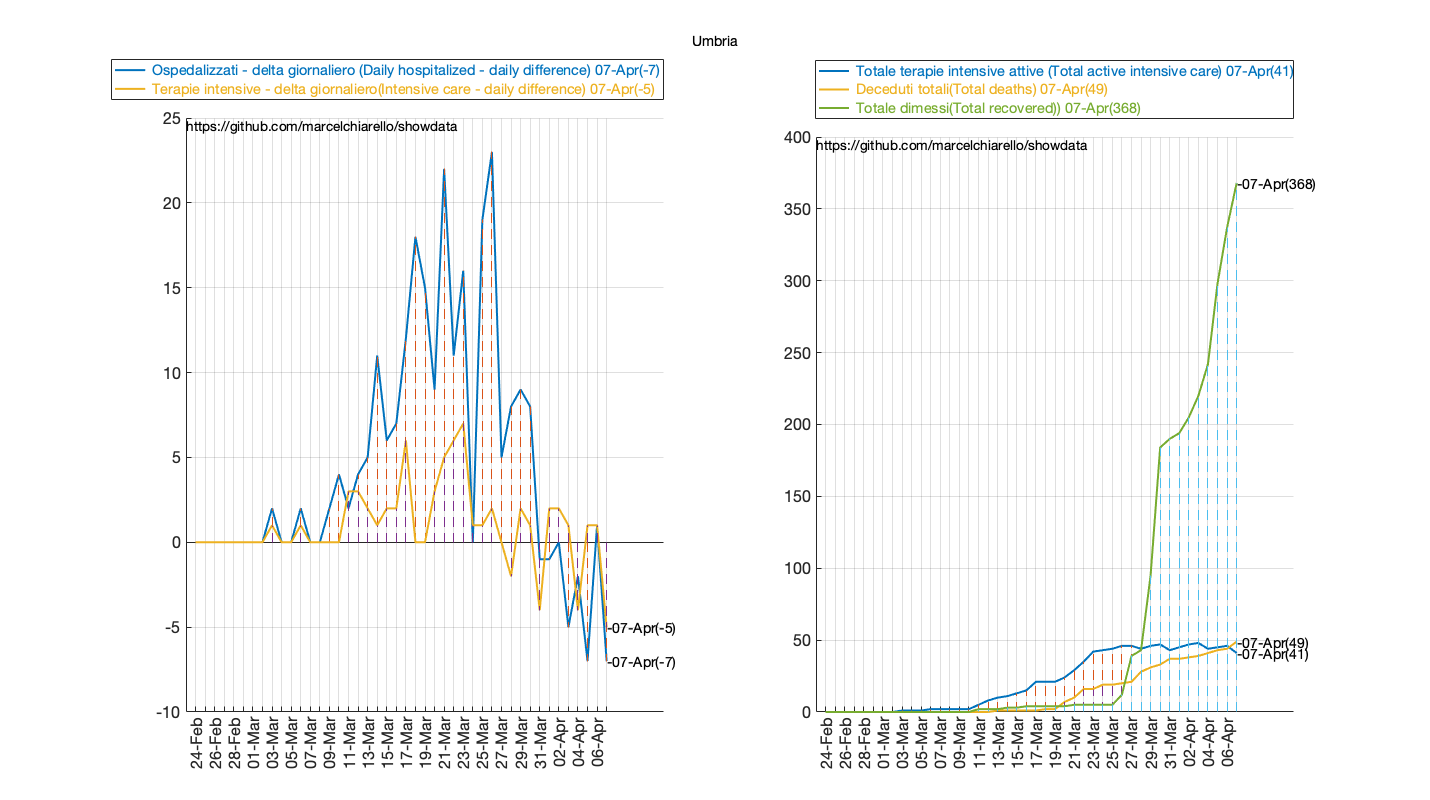 Umbria
Ospedalizzati - delta giornaliero (Daily hospitalized - daily difference) 07-Apr(-7)
Terapie intensive - delta giornaliero(Intensive care - daily difference) 07-Apr(-5)
https://github.com/marcelchiarello/showdata
25
20
15
10
5
0
-5
-10
-07-Apr(-5)
-07-Apr(-7)
24-Feb
26-Feb
28-Feb
01-Mar
03-Mar
05-Mar
07-Mar
09-Mar
11-Mar
13-Mar
15-Mar
17-Mar
19-Mar
21-Mar
23-Mar
25-Mar
27-Mar
29-Mar
31-Mar
02-Apr
04-Apr
06-Apr
Totale terapie intensive attive (Total active intensive care) 07-Apr(41)
Deceduti totali(Total deaths) 07-Apr(49)
Totale dimessi(Total recovered)) 07-Apr(368)
https://github.com/marcelchiarello/showdata
400
350
300
250
200
150
100
50
0
-07-Apr(368)
-07-Apr(49)
-07-Apr(41)
24-Feb
26-Feb
28-Feb
01-Mar
03-Mar
05-Mar
07-Mar
09-Mar
11-Mar
13-Mar
15-Mar
17-Mar
19-Mar
21-Mar
23-Mar
25-Mar
27-Mar
29-Mar
31-Mar
02-Apr
04-Apr
06-Apr